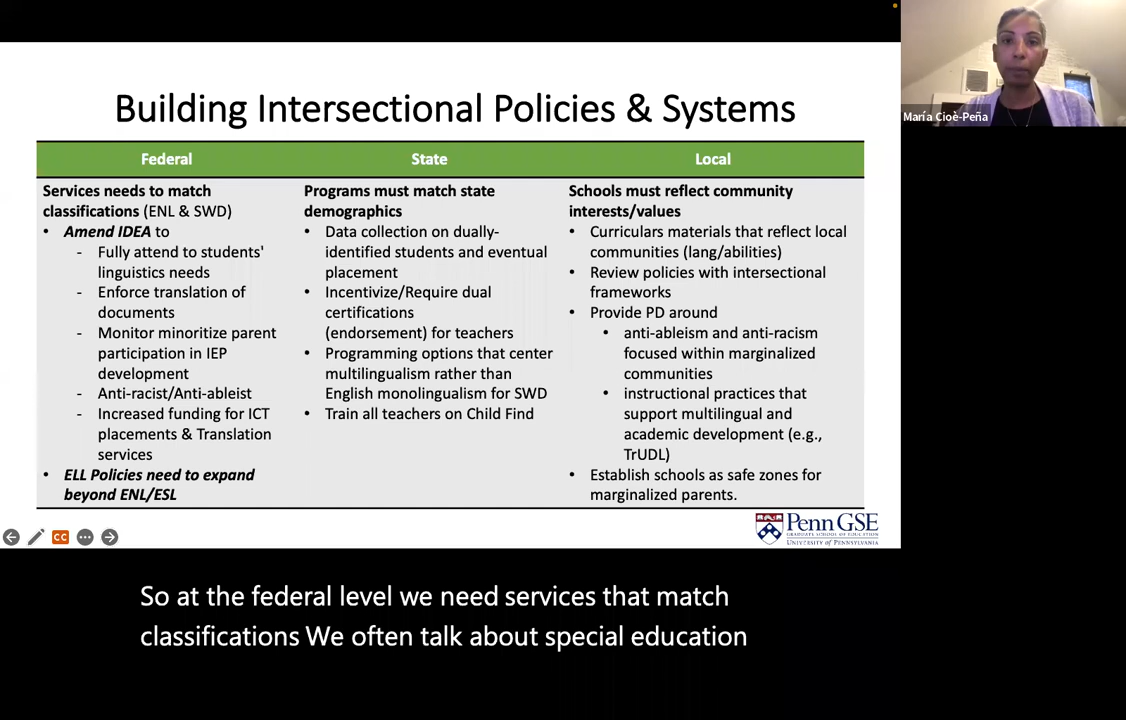 María Cioè-Peña
Building Intersectional Policies & Systems
Federal
Services needs to match
classifications (ENL & SWD)
• Amend IDEA to
- Fully attend to students'
linguistics needs
- Enforce translation of
documents
- Monitor minoritize parent
participation in IEP
development
- Anti-racist/Anti-ableist
- Increased funding for ICT
placements & Translation
services
• ELL Policies need to expand
beyond ENL/ESL
State
Programs must match state
demographics
• Data collection on dually-
identified students and eventual
placement
• Incentivize/Require dual
certifications
(endorsement) for teachers
• Programming options that center
multilingualism rather than
English monolingualism for SWD
• Train all teachers on Child Find
Local
Schools must reflect community
interests/values
• Curriculars materials that reflect local
communities (lang/abilities)
• Review policies with intersectional
frameworks
• Provide PD around
• anti-ableism and anti-racism
focused within marginalized
communities
• instructional practices that
support multilingual and
academic development (e.g.,
TrUDL)
• Establish schools as safe zones for
marginalized parents.
CC
Penn GSE
GRADUATE SCHOOL OF EDUCATION
UNIVERSITY OF PENNSYLVANIA
So at the federal level we need services that match
classifications We often talk about special education